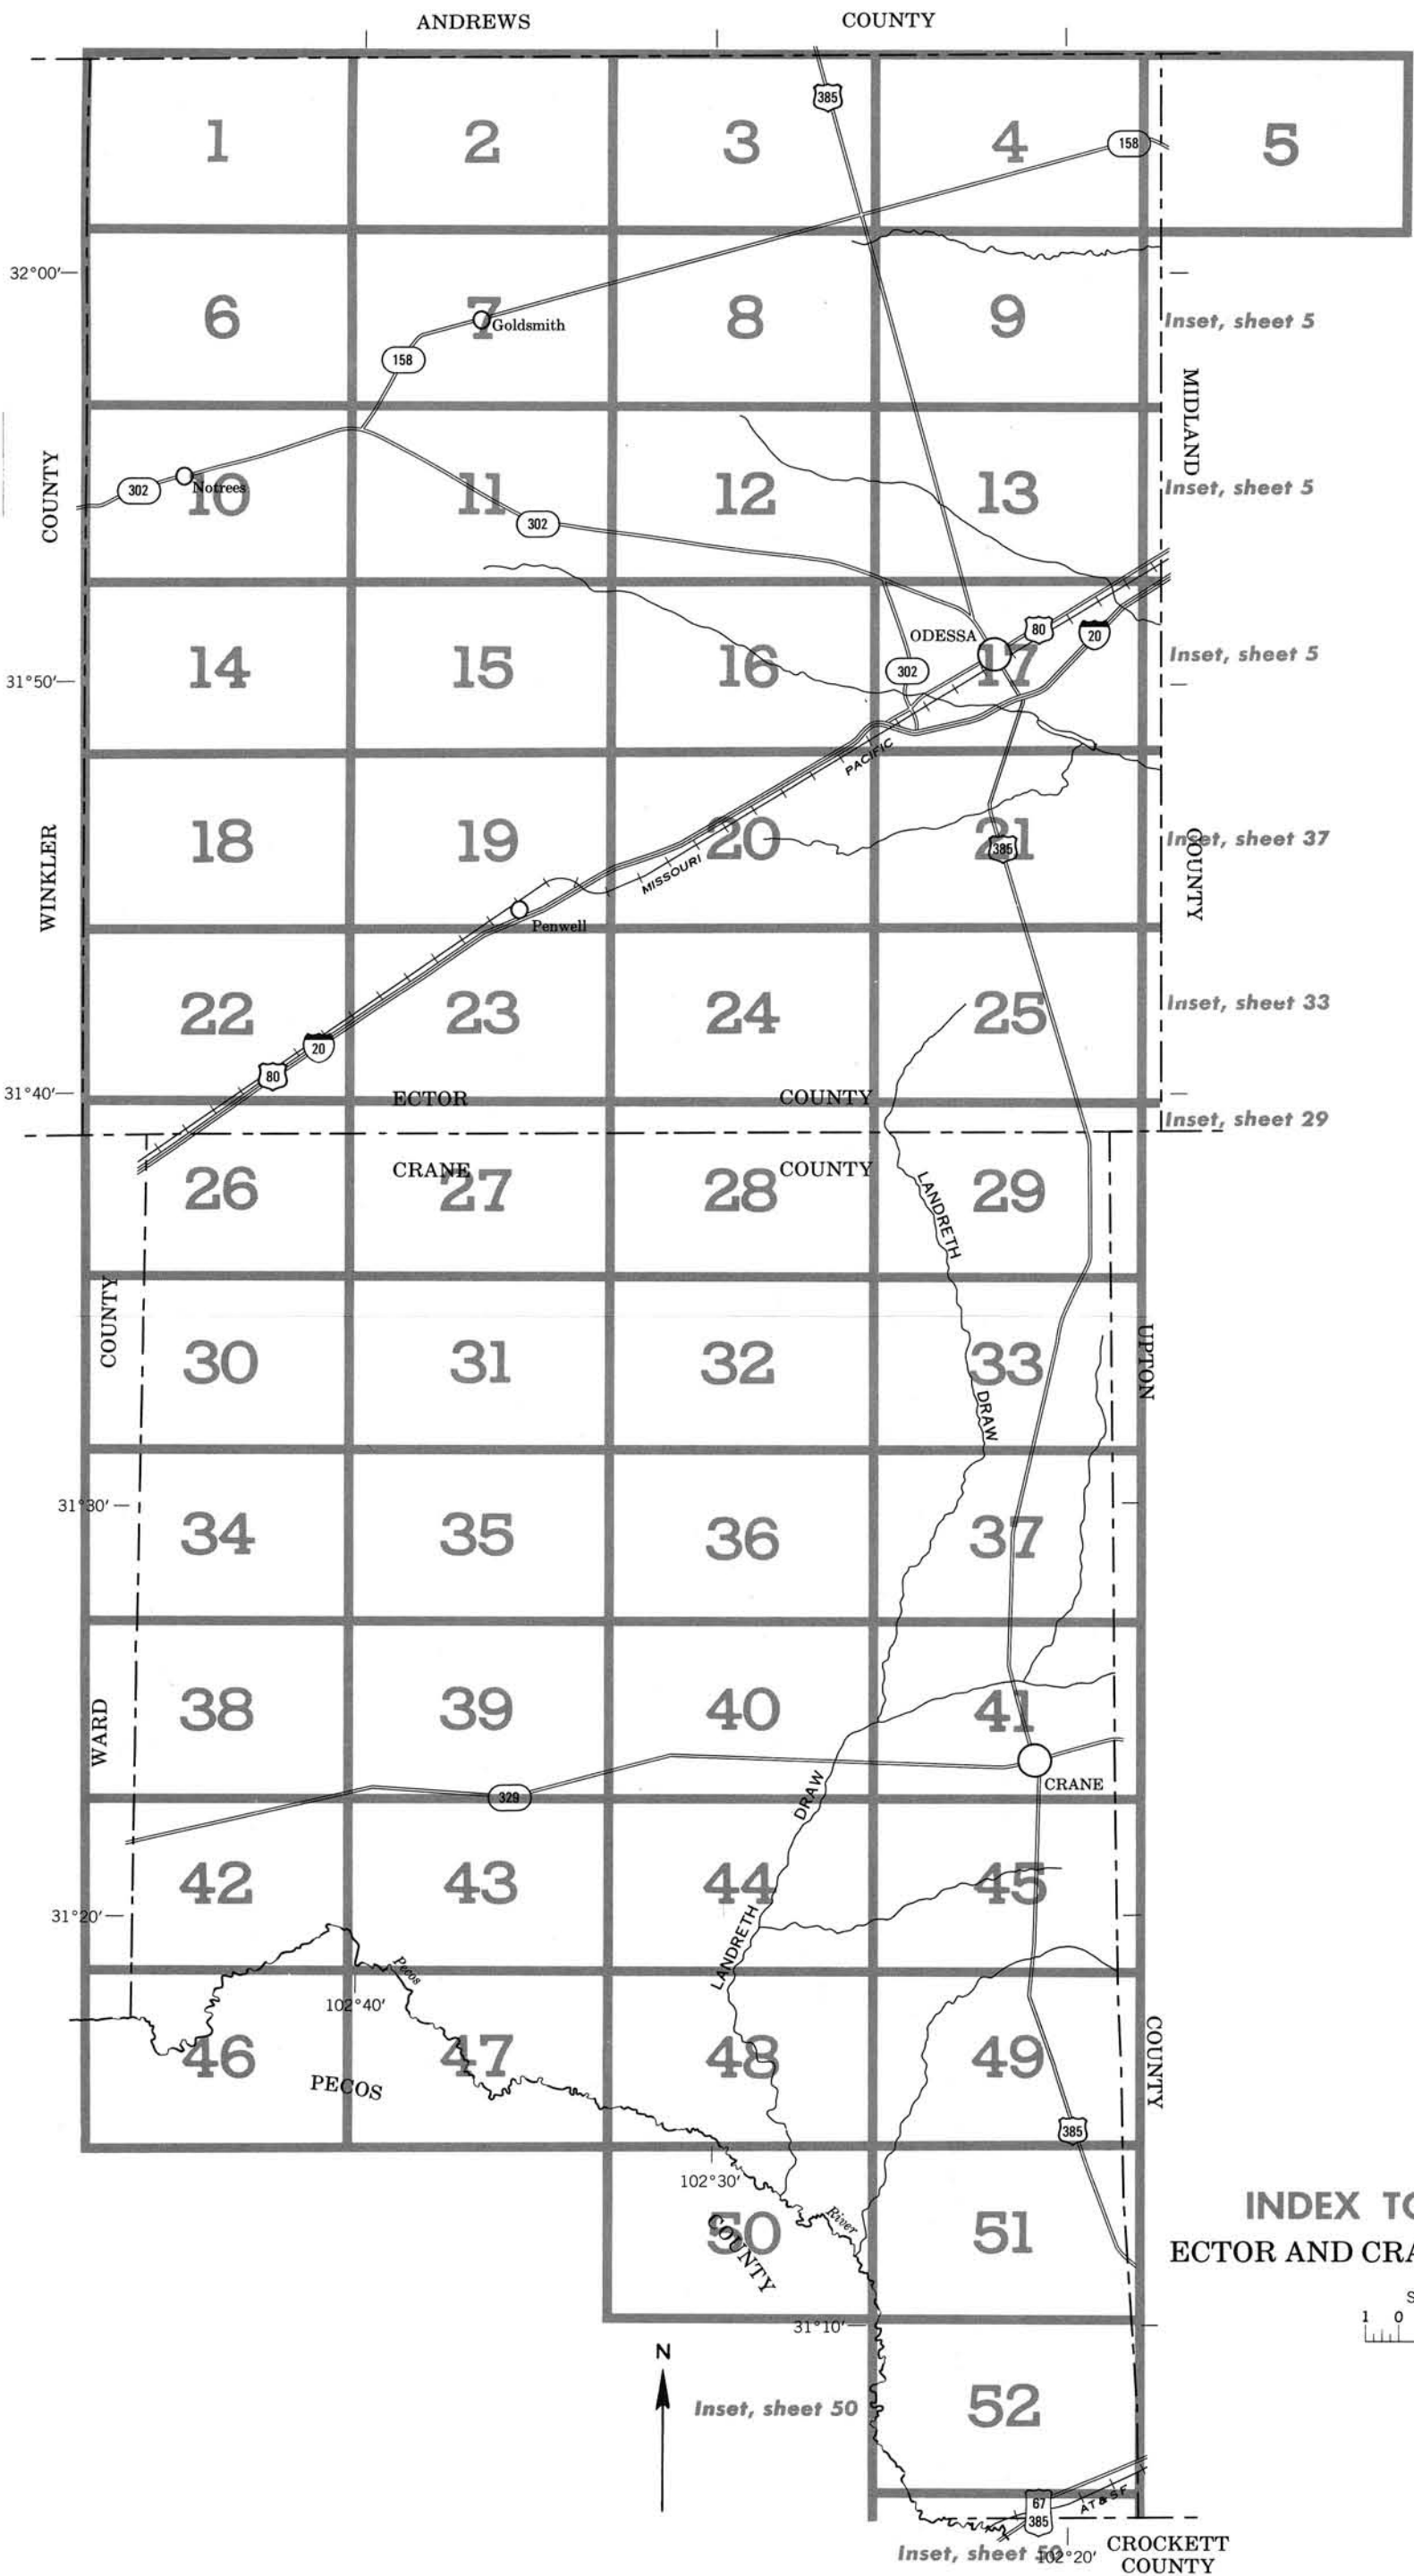 ANDREWS COUNTY
385
1 2 3 4 158 5
32°00′
6 7 8 9 Inset, sheet 5
Goldsmith
158
MIDLAND
COUNTY
302 Notrees
10 11 12 13 Inset, sheet 5
302
ODESSA 80 20
14 15 16 302 17 Inset, sheet 5
31°50′
PACIFIC
WINKLER
18 19 20 21 Inset, sheet 37
385
COUNTY
MISSOURI
Penwell
22 23 24 25 Inset, sheet 33
20
80
31°40′
ECTOR COUNTY
Inset, sheet 29
CRANE COUNTY
26 27 28 29
LANDRETH
COUNTY
UPTON
30 31 32 33
DRAW
31°30′
34 35 36 37
WARD
38 39 40 41
DRAW
CRANE
329
42 43 44 45
31°20′
LANDRETH
Pecos
102°40′
COUNTY
46 47 48 49
PECOS
385
102°30′
INDEX TO
River
50 51
COUNTY
ECTOR AND CRA
S
1 0
31°10′
N
Inset, sheet 50
52
67
385
AT & SF
Inset, sheet 50
102°20′
CROCKETT
COUNTY